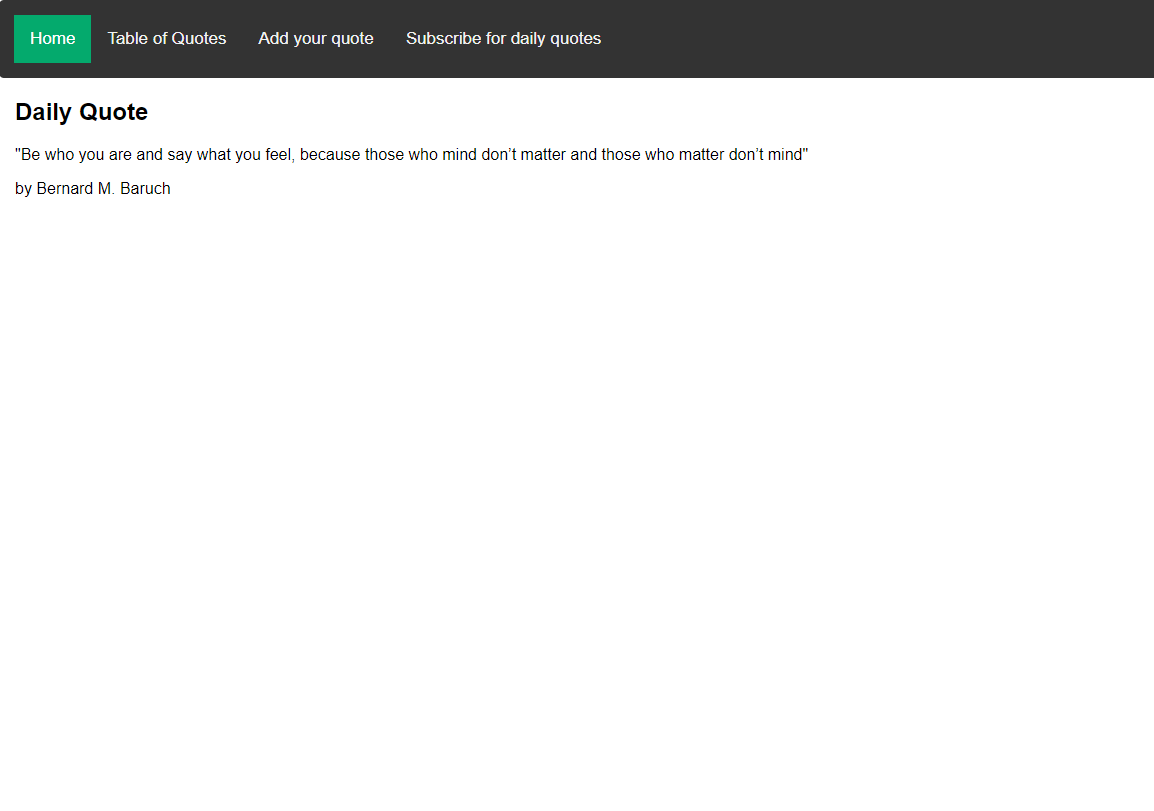 Home Table of Quotes Add your quote Subscribe for daily quotes
Daily Quote
"Be who you are and say what you feel, because those who mind don’t matter and those who matter don’t mind"
by Bernard M. Baruch